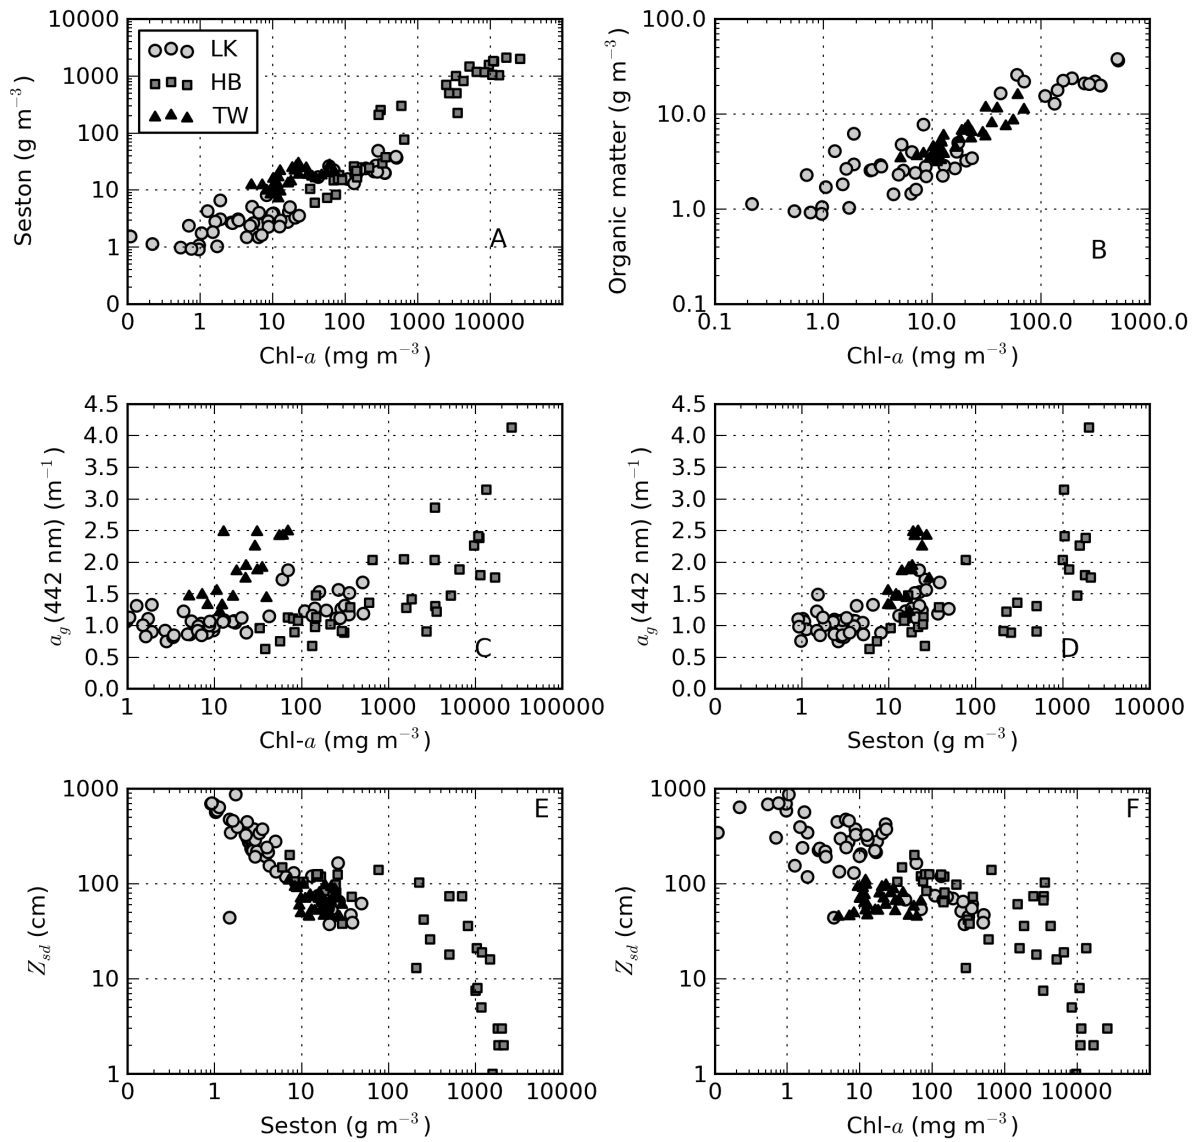 10000
1000
100
10
1
0
Seston (g m⁻³)
LK
HB
TW
A
0 1 10 100 1000 10000
Chl-a (mg m⁻³)
100.0
10.0
1.0
0.1
Organic matter (g m⁻³)
B
0.1 1.0 10.0 100.0 1000.0
Chl-a (mg m⁻³)
4.5
4.0
3.5
3.0
2.5
2.0
1.5
1.0
0.5
0.0
a_g(442 nm) (m⁻¹)
C
1 10 100 1000 10000 100000
Chl-a (mg m⁻³)
4.5
4.0
3.5
3.0
2.5
2.0
1.5
1.0
0.5
0.0
a_g(442 nm) (m⁻¹)
D
0 1 10 100 1000 10000
Seston (g m⁻³)
1000
100
10
1
Z_sd (cm)
E
0 1 10 100 1000 10000
Seston (g m⁻³)
1000
100
10
1
Z_sd (cm)
F
0 1 10 100 1000 10000
Chl-a (mg m⁻³)